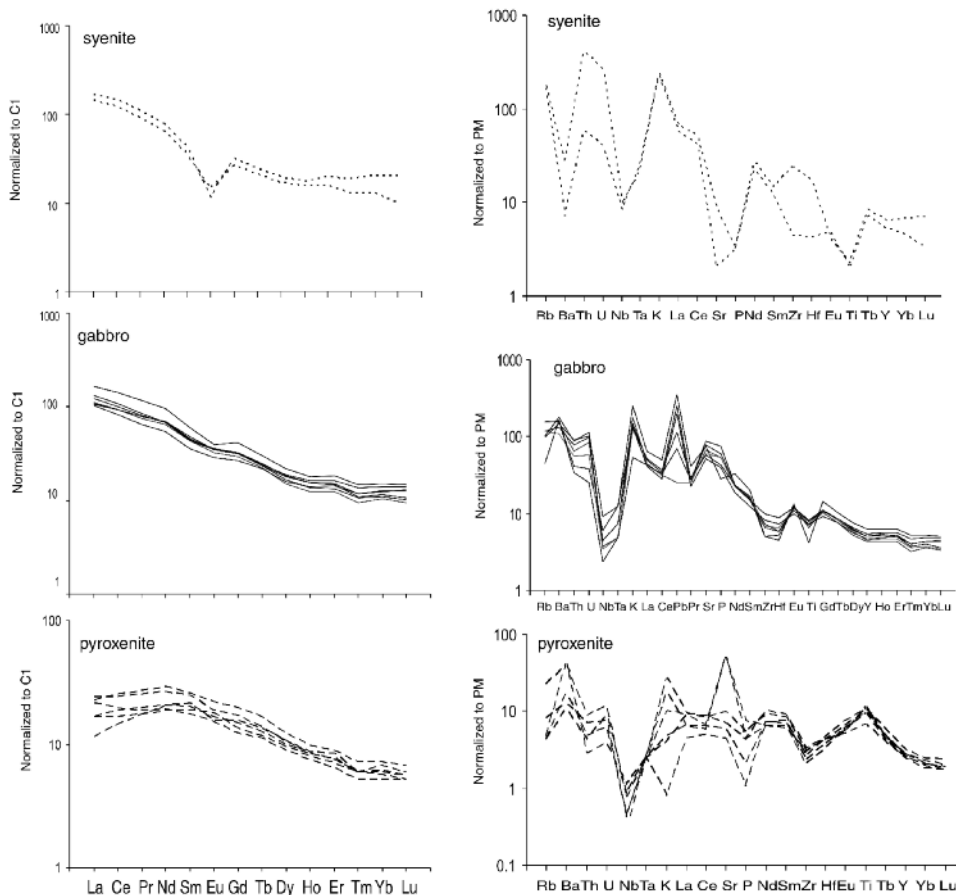 syenite
1000
100
10
1
Normalized to C1
syenite
1000
100
10
1
Normalized to PM
Rb BaTh U Nb Ta K La Ce Sr PNd SmZr Hf Eu Ti Tb Y Yb Lu
gabbro
1000
100
10
1
Normalized to C1
gabbro
1000
100
10
1
Normalized to PM
Rb BaTh U NbTa K La CePbPr Sr P NdSmZrHf Eu Ti GdTbDyY Ho ErTmYbLu
pyroxenite
100
10
1
Normalized to C1
La Ce Pr Nd Sm Eu Gd Tb Dy Ho Er Tm Yb Lu
pyroxenite
100
10
1
0.1
Normalized to PM
Rb BaTh U NbTa K La Ce Sr P NdSmZr HfEu Ti Tb Y Yb Lu